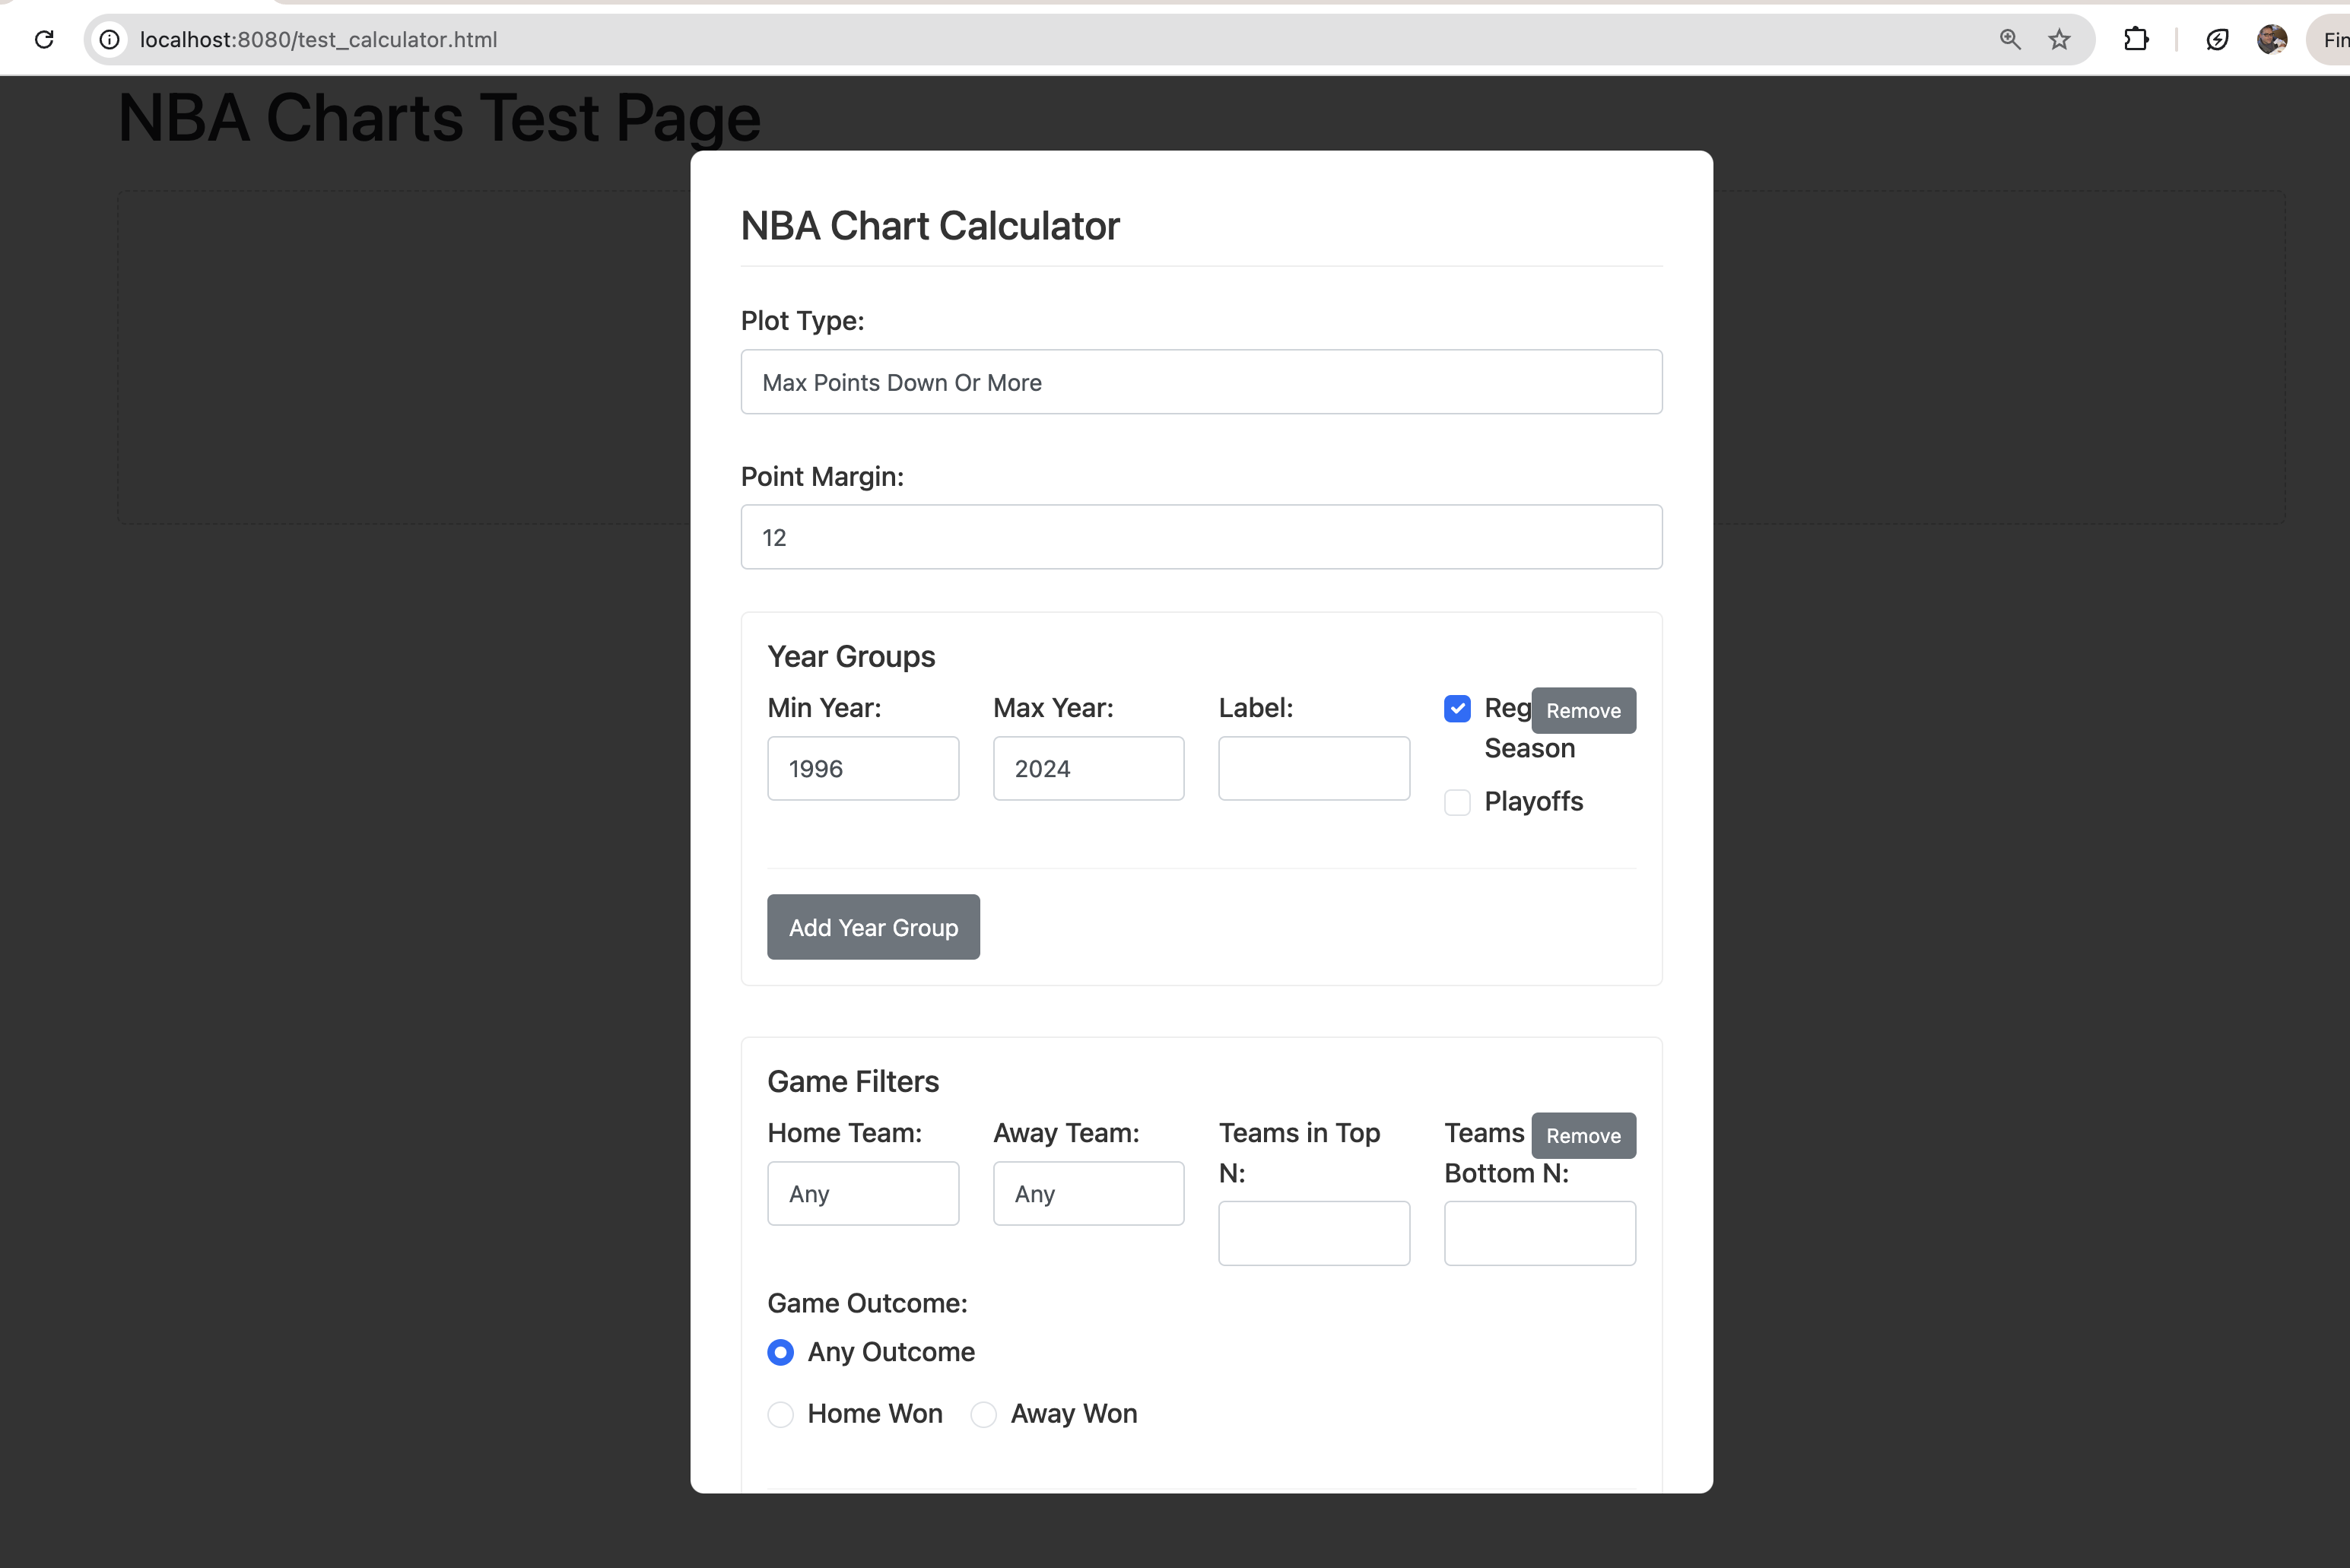 localhost:8080/test_calculator.html
Fin
NBA Charts Test Page
NBA Chart Calculator
Plot Type:
Max Points Down Or More
Point Margin:
12
Year Groups
Min Year: Max Year: Label: Reg Remove
Season
1996 2024
Playoffs
Add Year Group
Game Filters
Home Team: Away Team: Teams in Top Teams Remove
N: Bottom N:
Any Any
Game Outcome:
Any Outcome
Home Won Away Won